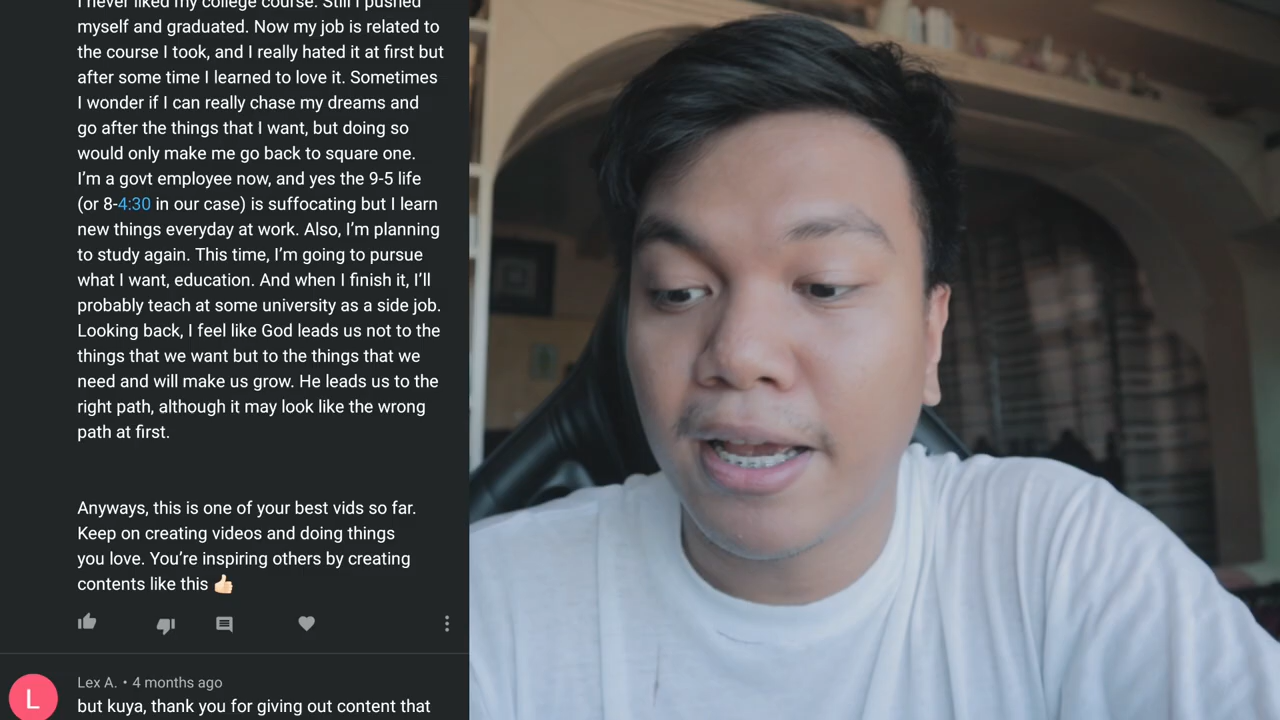 I never liked my college course. Still I pushed
myself and graduated. Now my job is related to
the course I took, and I really hated it at first but
after some time I learned to love it. Sometimes
I wonder if I can really chase my dreams and
go after the things that I want, but doing so
would only make me go back to square one.
I’m a govt employee now, and yes the 9-5 life
(or 8-4:30 in our case) is suffocating but I learn
new things everyday at work. Also, I’m planning
to study again. This time, I’m going to pursue
what I want, education. And when I finish it, I’ll
probably teach at some university as a side job.
Looking back, I feel like God leads us not to the
things that we want but to the things that we
need and will make us grow. He leads us to the
right path, although it may look like the wrong
path at first.
Anyways, this is one of your best vids so far.
Keep on creating videos and doing things
you love. You’re inspiring others by creating
contents like this 👍🏻
L
Lex A. • 4 months ago
but kuya, thank you for giving out content that